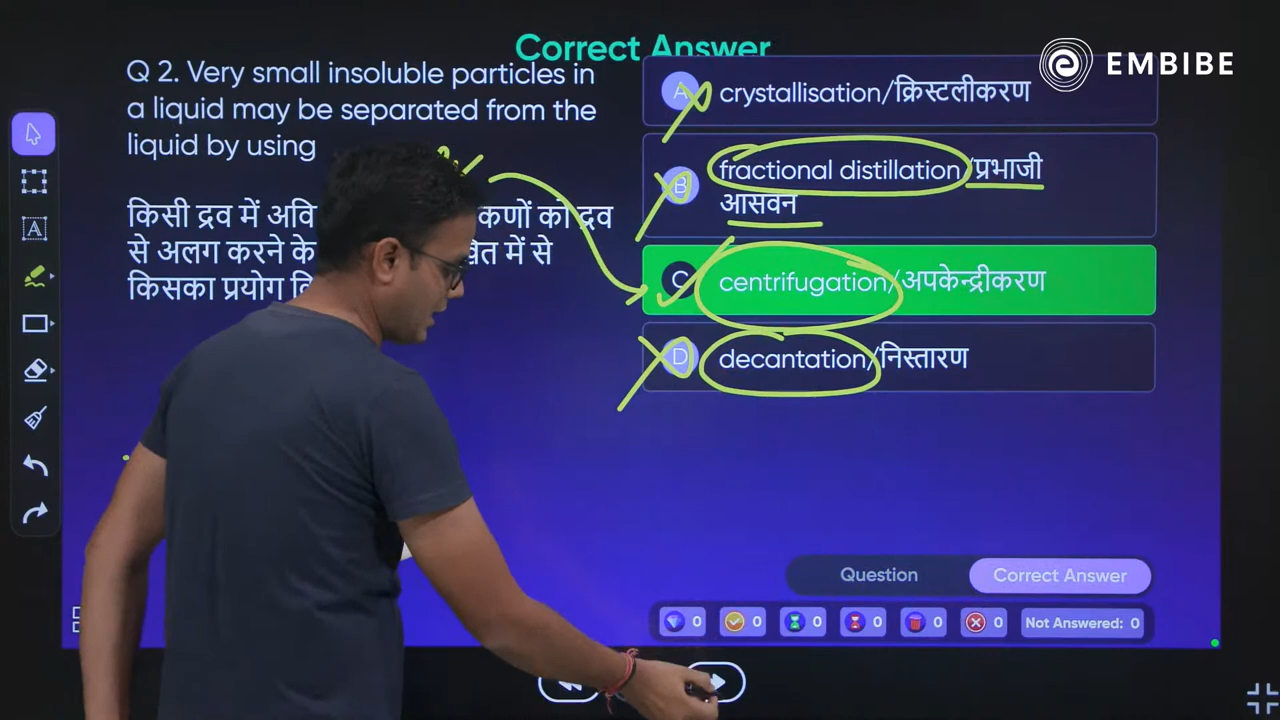 Correct Answer
EMBIBE
Q 2. Very small insoluble particles in
a liquid may be separated from the
liquid by using
किसी द्रव में
कणों को द्रव
से अलग करने के
में से
किसका प्रयोग
A crystallisation/क्रिस्टलीकरण
B fractional distillation/प्रभाजी
आसवन
C centrifugation/अपकेन्द्रीकरण
D decantation/निस्तारण
Question
Correct Answer
0 0 0 0 0 0 Not Answered: 0
A